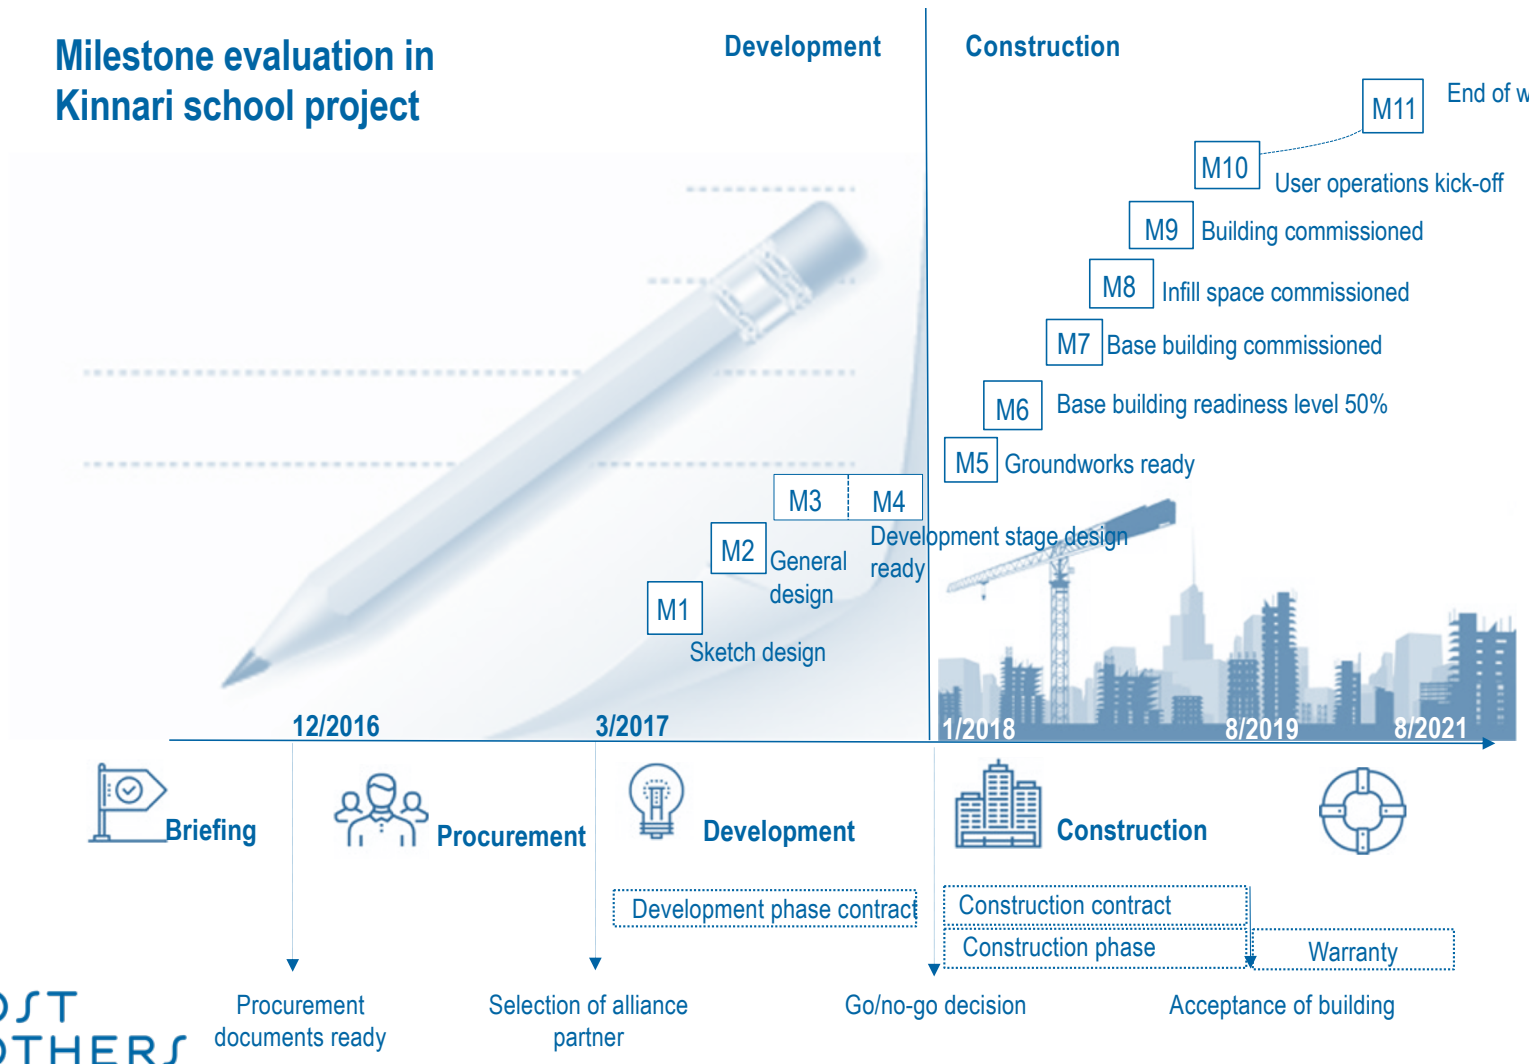 Milestone evaluation in
Kinnari school project
Development
Construction
M11
End of w
M10
User operations kick-off
M9
Building commissioned
M8
Infill space commissioned
M7
Base building commissioned
M6
Base building readiness level 50%
M5
Groundworks ready
M3
M4
Development stage design
ready
M2
General
design
M1
Sketch design
12/2016
3/2017
1/2018
8/2019
8/2021
Briefing
Procurement
Development
Construction
Development phase contract
Construction contract
Construction phase
Warranty
Procurement
documents ready
Selection of alliance
partner
Go/no-go decision
Acceptance of building
OST
OTHERS